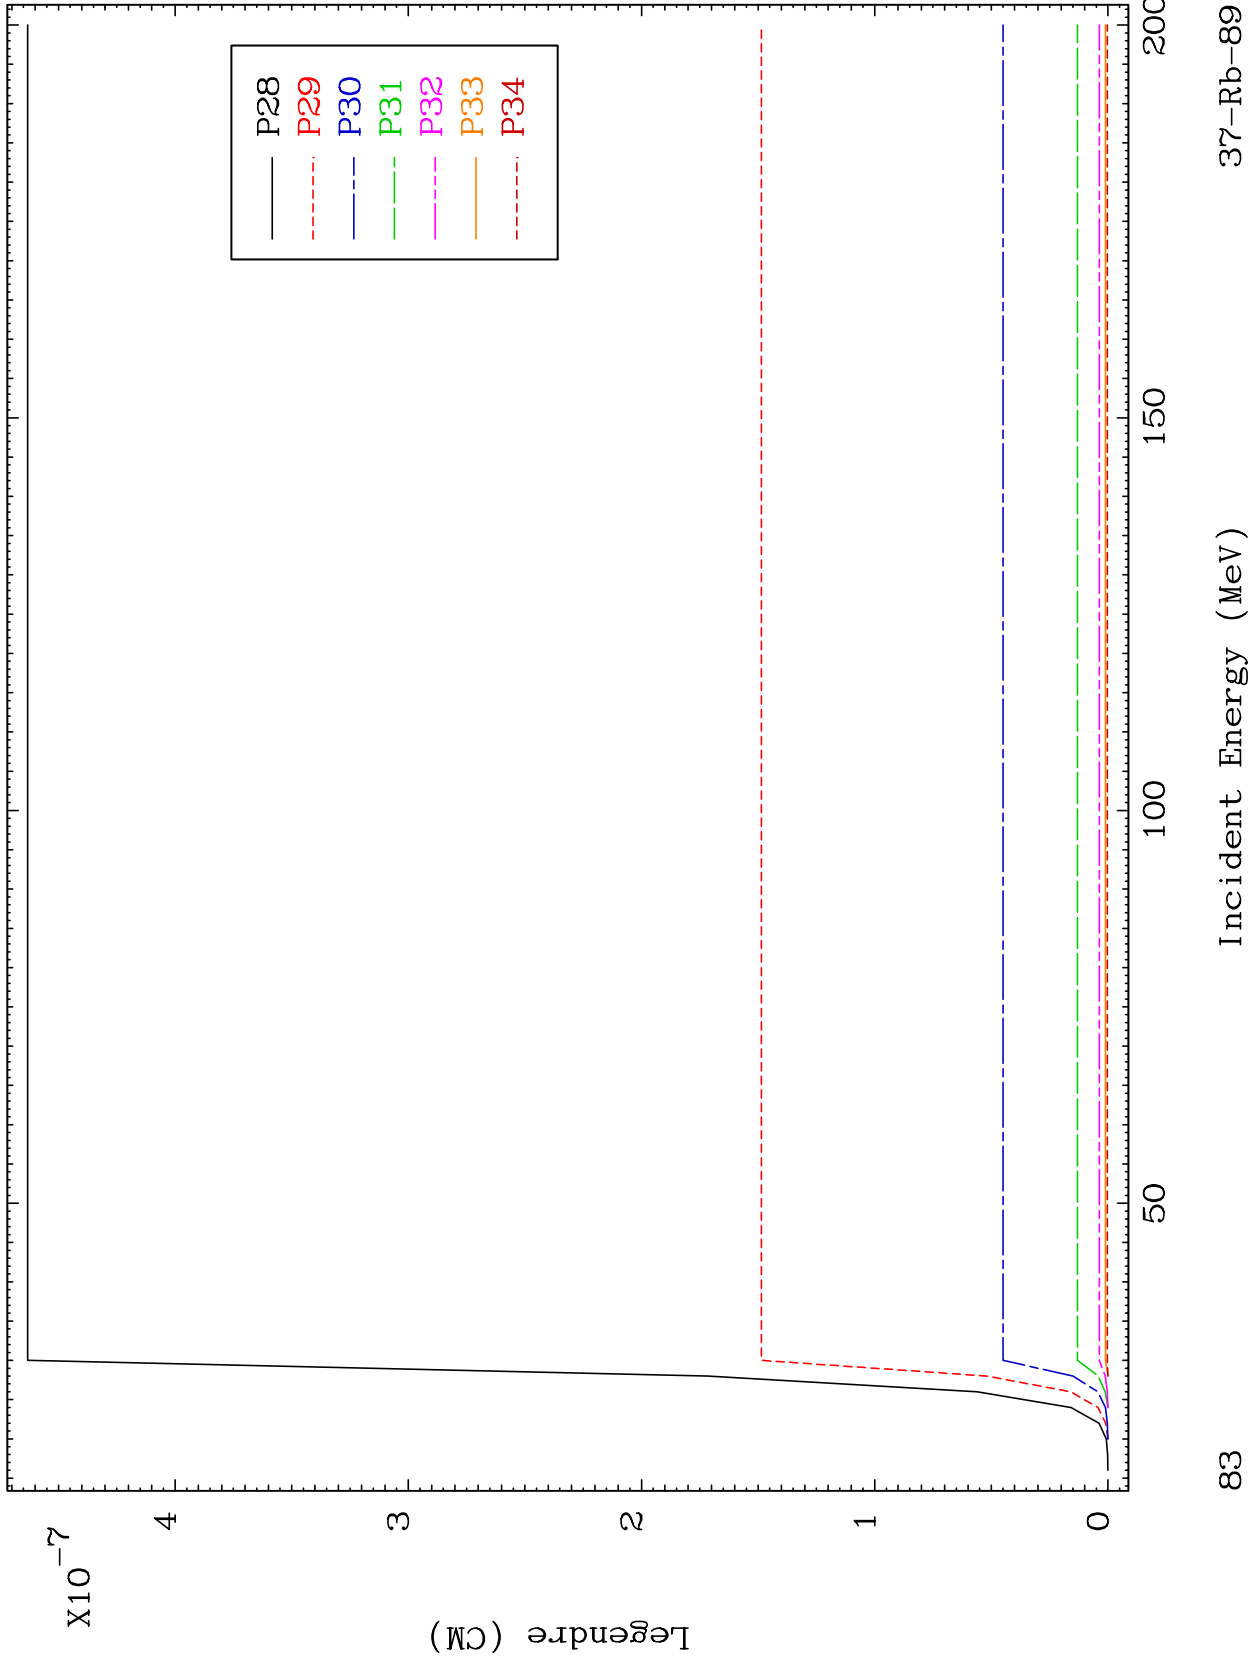 X10-7
4
3
2
1
0
Legendre (CM)
P28
P29
P30
P31
P32
P33
P34
50
100
150
200
Incident Energy (MeV)
83
37-Rb-89